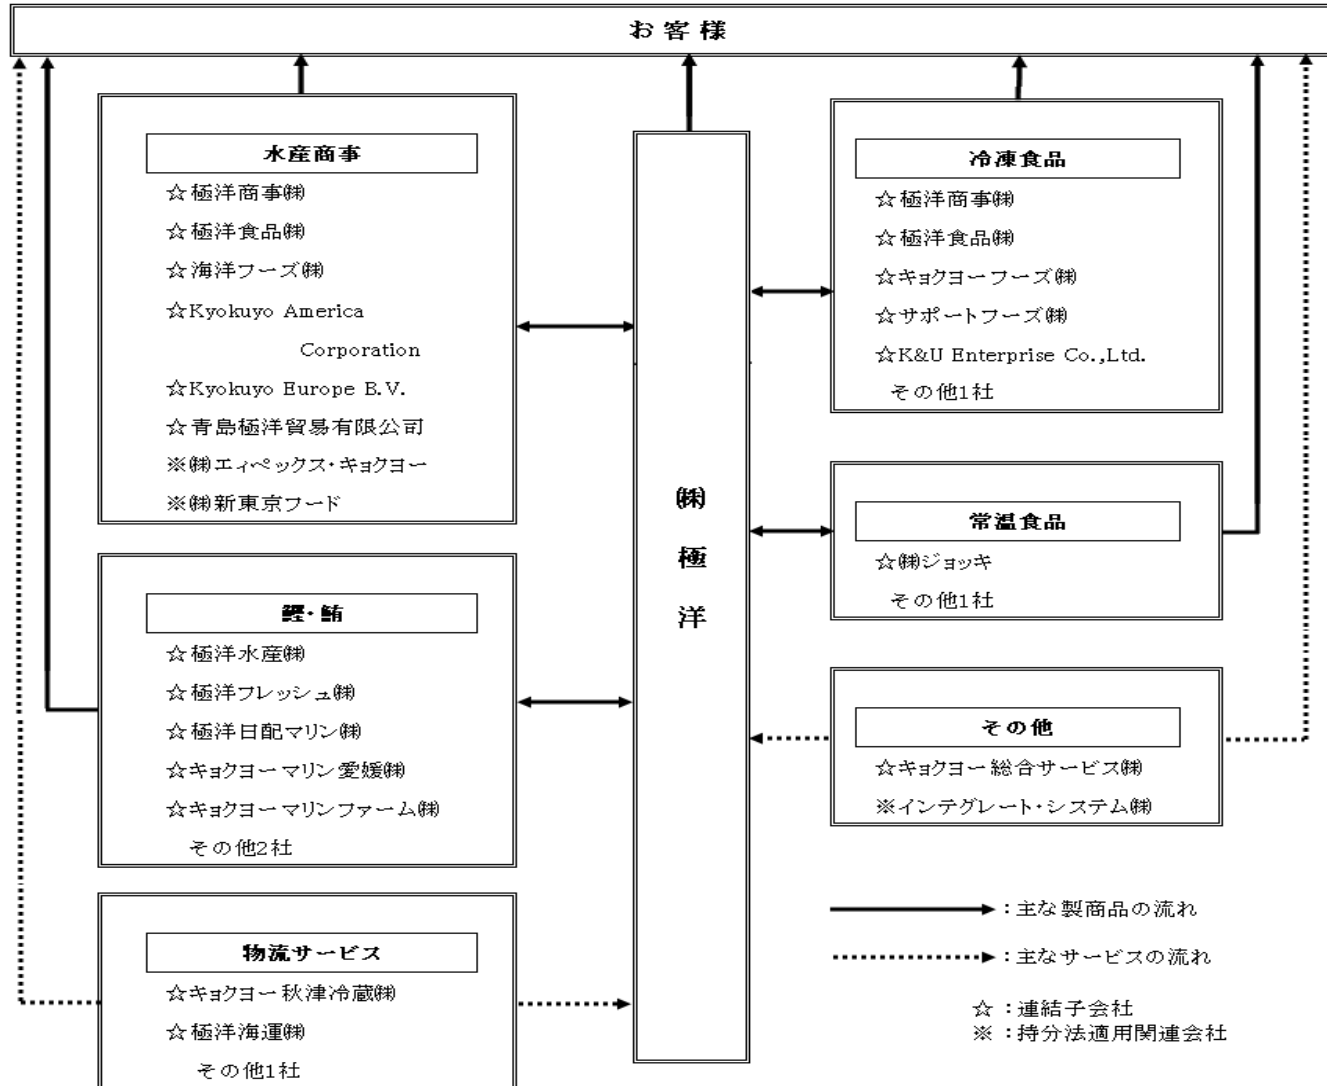 お客様
水産商事
☆極洋商事㈱
☆極洋食品㈱
☆海洋フーズ㈱
☆Kyokuyo America
Corporation
☆Kyokuyo Europe B.V.
☆青島極洋貿易有限公司
※㈱エィペックス・キョクヨー
※㈱新東京フード
鰹・鮪
☆極洋水産㈱
☆極洋フレッシュ㈱
☆極洋日配マリン㈱
☆キョクヨーマリン愛媛㈱
☆キョクヨーマリンファーム㈱
その他2社
物流サービス
☆キョクヨー秋津冷蔵㈱
☆極洋海運㈱
その他1社
㈱極洋
冷凍食品
☆極洋商事㈱
☆極洋食品㈱
☆キョクヨーフーズ㈱
☆サポートフーズ㈱
☆K&U Enterprise Co.,Ltd.
その他1社
常温食品
☆㈱ジョッキ
その他1社
その他
☆キョクヨー総合サービス㈱
※インテグレート・システム㈱
：主な製商品の流れ
：主なサービスの流れ
☆：連結子会社
※：持分法適用関連会社